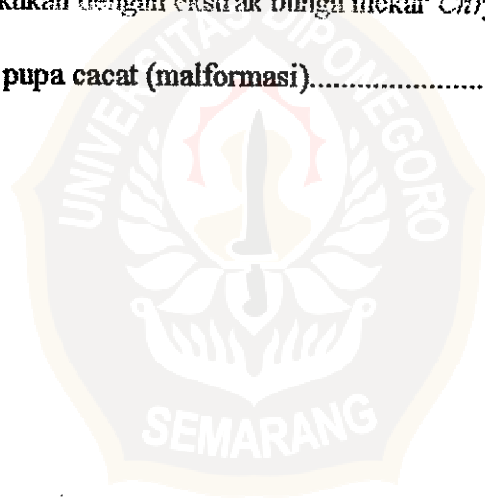 dengan ekstrak bunga mekar
pupa cacat (malformasi)......................
UNIVERSITAS DIPONEGORO
SEMARANG